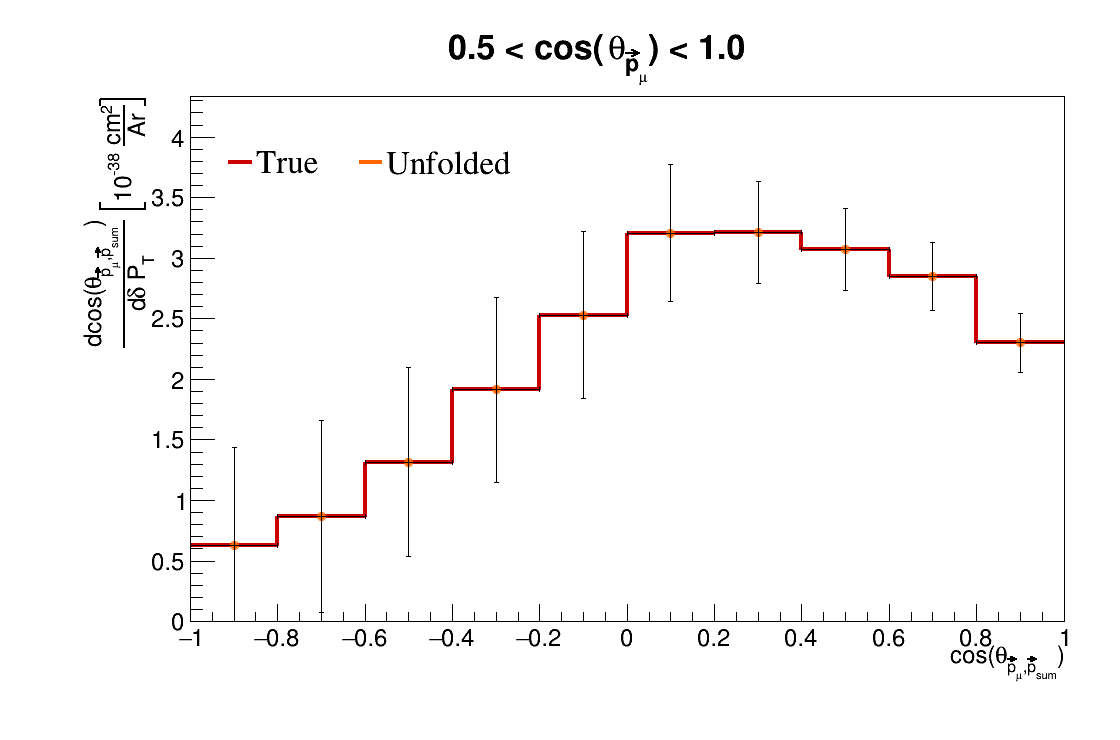 0.5 < cos(θp⃗μ) < 1.0
dcos(θp⃗μ,p⃗sum)
dδ PT
[10-38 cm2
Ar]
True Unfolded
4
3.5
3
2.5
2
1.5
1
0.5
0
−1 −0.8 −0.6 −0.4 −0.2 0 0.2 0.4 0.6 0.8 1
cos(θp⃗μ,p⃗sum)